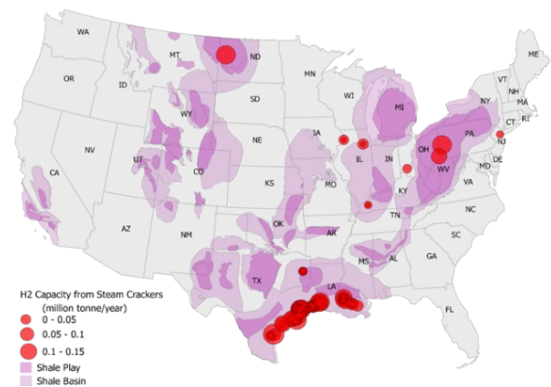 WA
ME
MT
ND
VT
OR
MN
NH
ID
WI
NY
MA
SD
MI
CT
RI
WY
IA
PA
NJ
NE
OH
NV
IL
IN
MD
DE
UT
CO
WV
CA
KS
MO
VA
KY
NC
TN
OK
AZ
NM
AR
SC
MS
AL
GA
TX
LA
FL
H2 Capacity from Steam Crackers
(million tonne/year)
0 - 0.05
0.05 - 0.1
0.1 - 0.15
Shale Play
Shale Basin